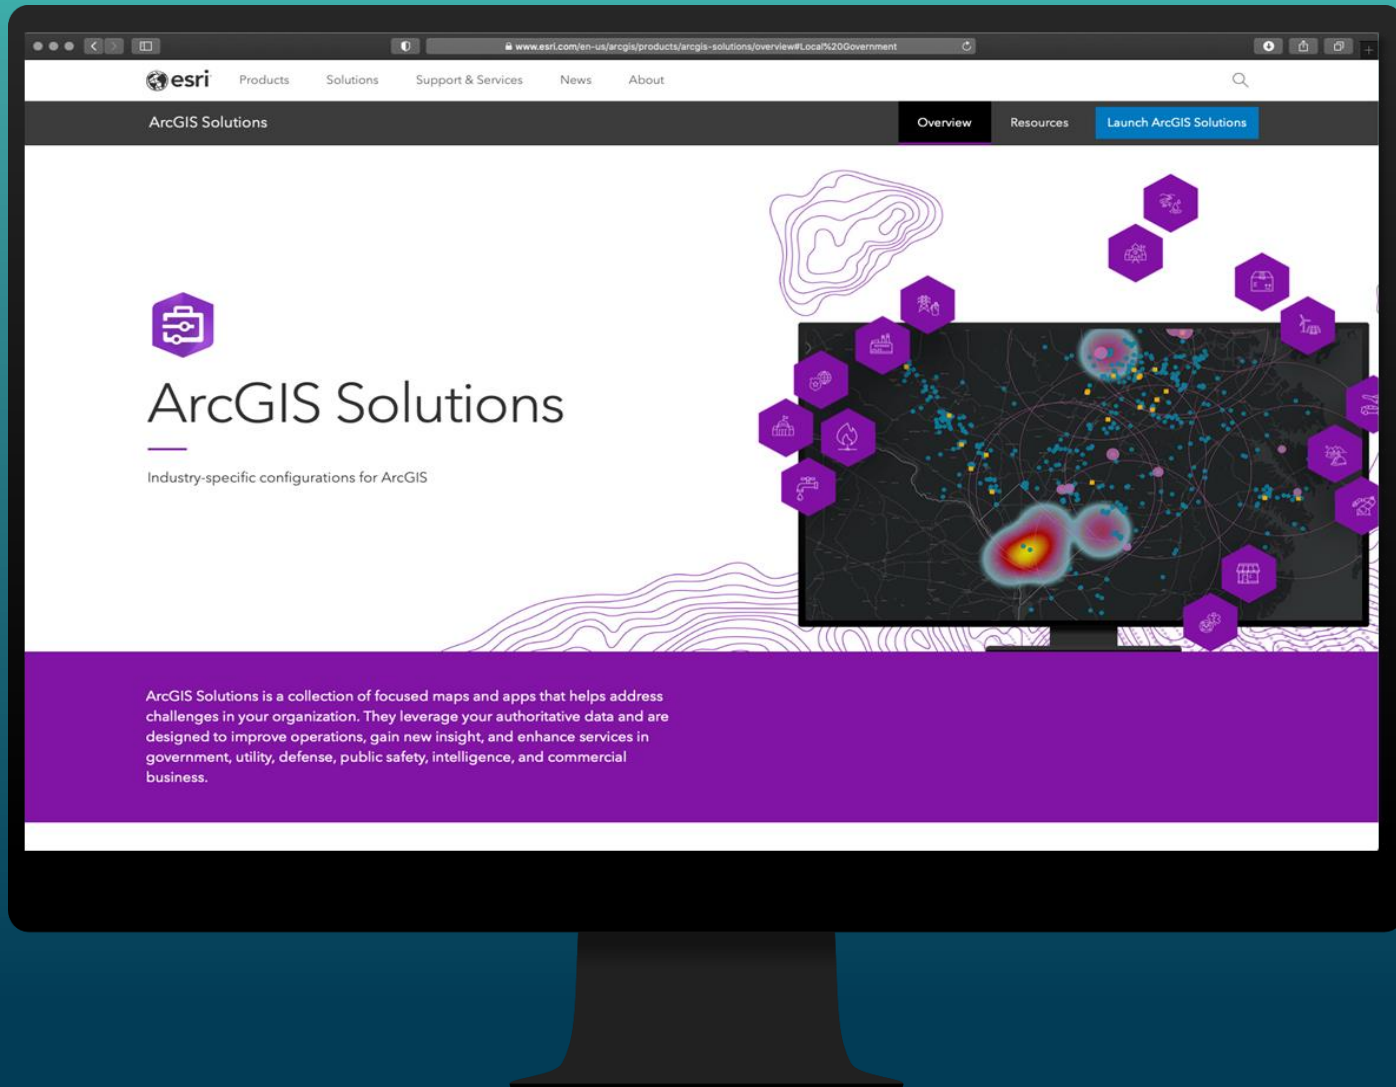 www.esri.com/en-us/arcgis/products/arcgis-solutions/overview#Local%20Government
esri Products Solutions Support & Services News About
ArcGIS Solutions Overview Resources Launch ArcGIS Solutions
ArcGIS Solutions
Industry-specific configurations for ArcGIS
ArcGIS Solutions is a collection of focused maps and apps that helps address
challenges in your organization. They leverage your authoritative data and are
designed to improve operations, gain new insight, and enhance services in
government, utility, defense, public safety, intelligence, and commercial
business.